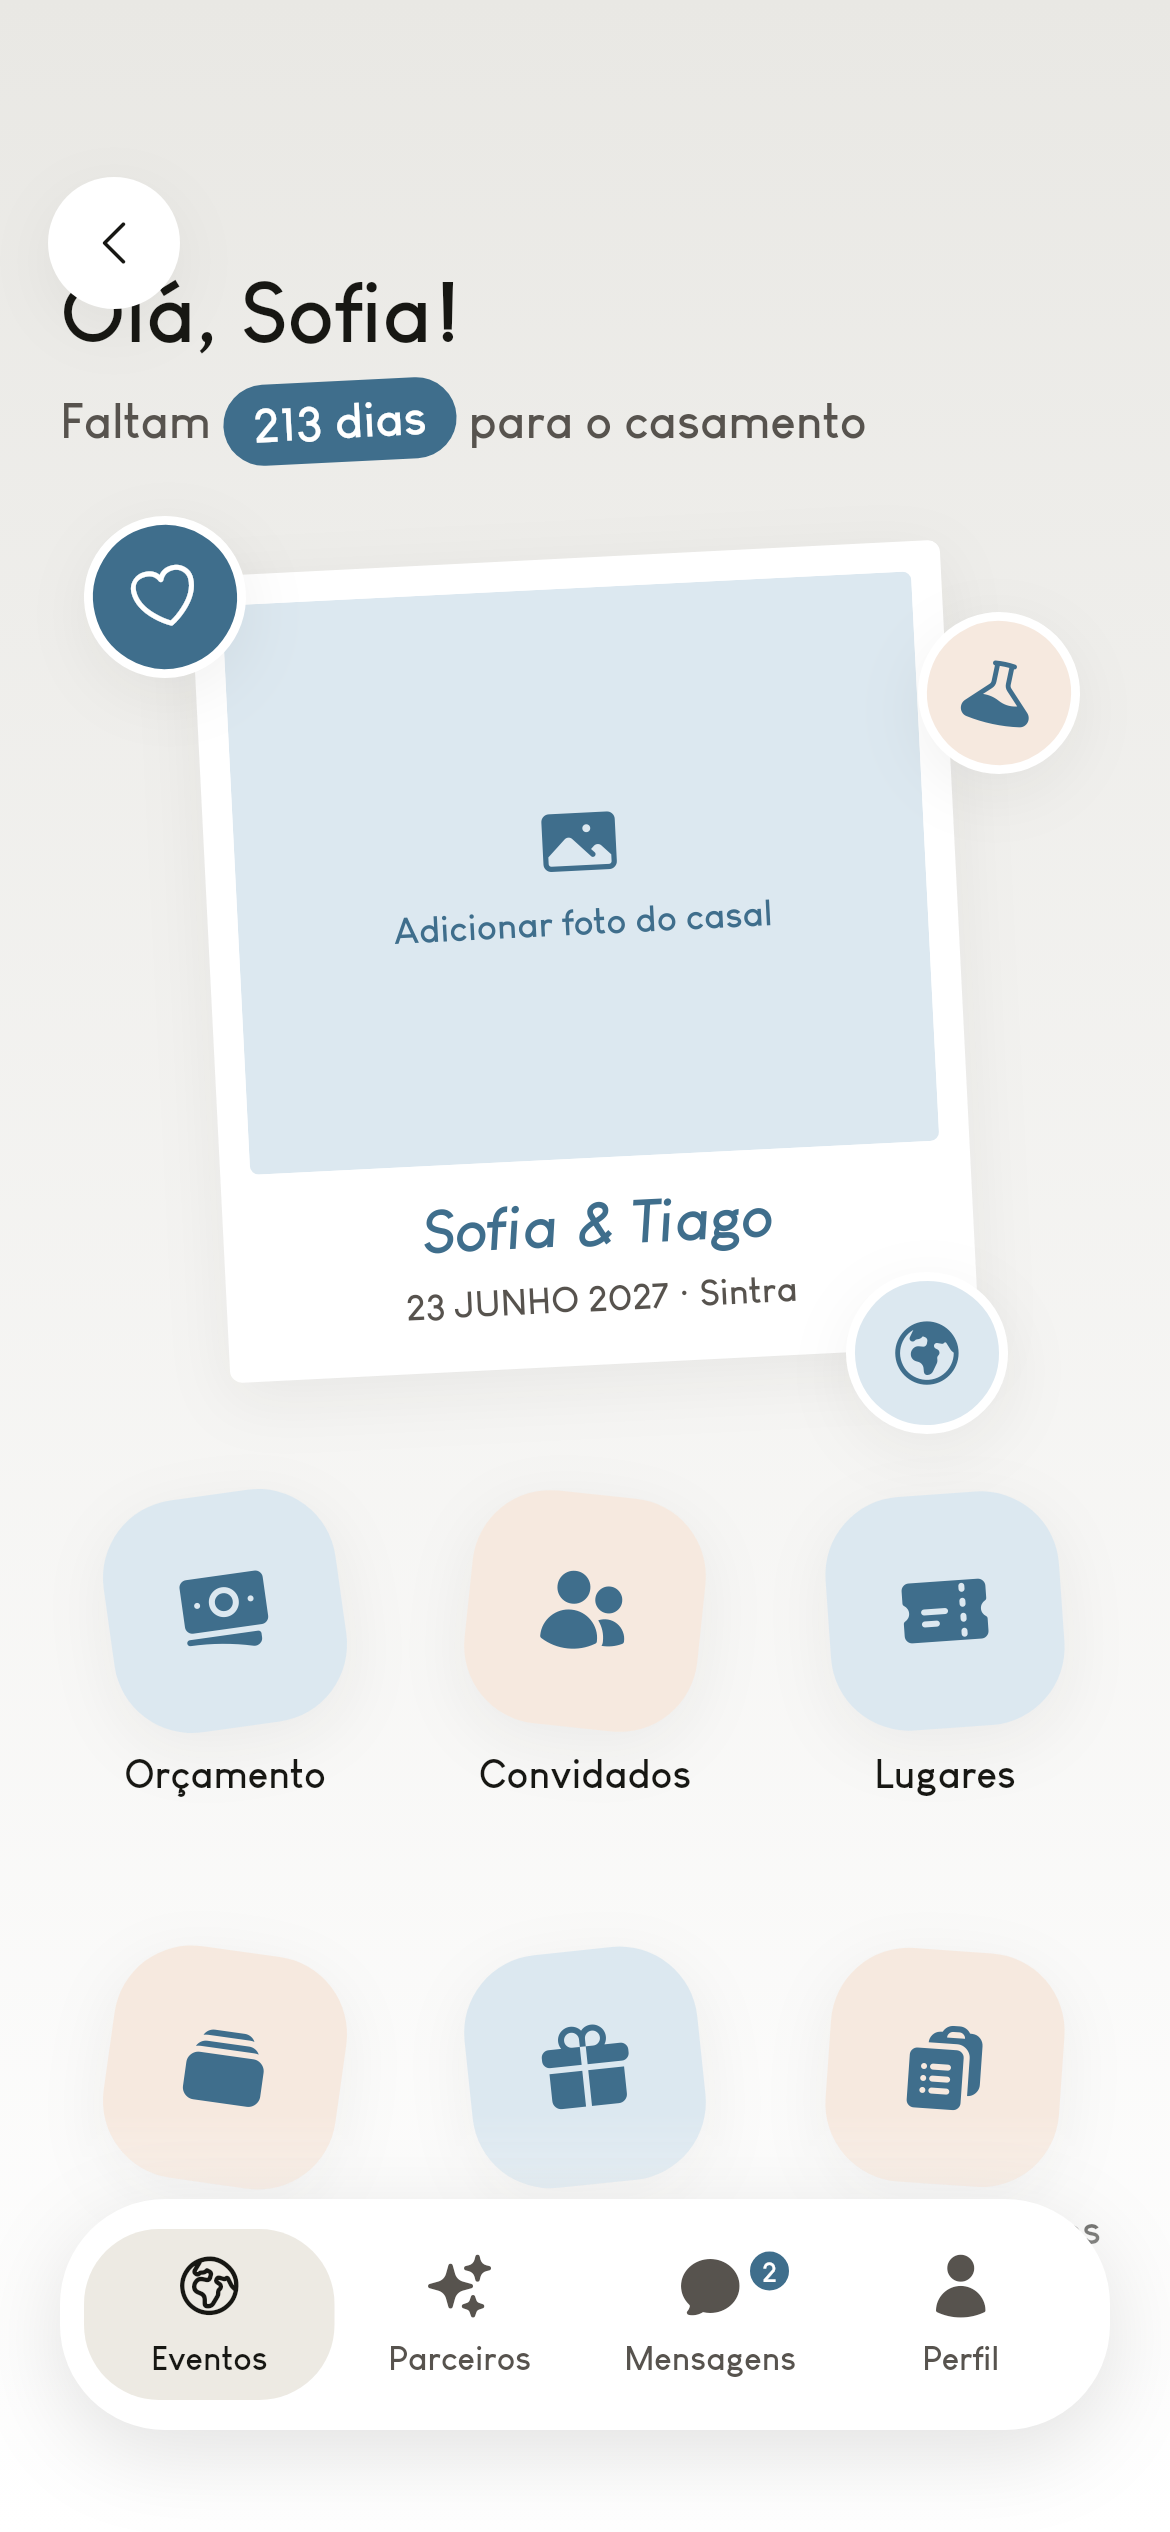 Olá, Sofia!
Faltam 213 dias para o casamento
Adicionar foto do casal
Sofia & Tiago
23 JUNHO 2027 · Sintra
Orçamento
Convidados
Lugares
2
Eventos
Parceiros
Mensagens
Perfil